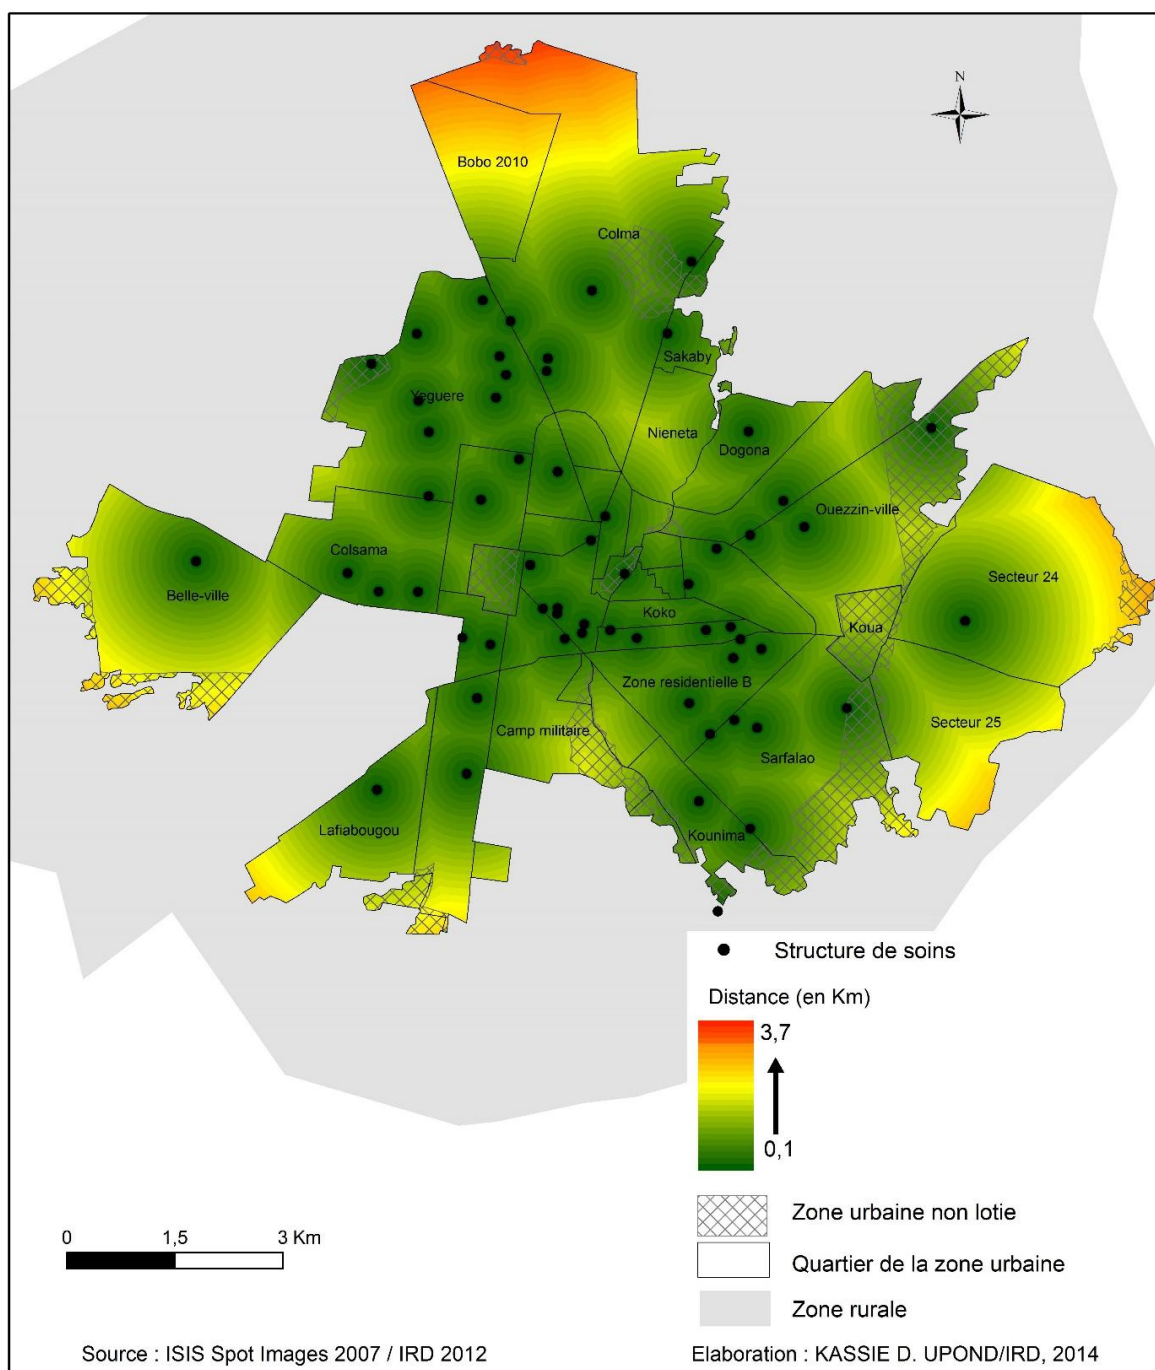 N
Bobo 2010
Colma
Sakaby
Yeguere
Nieneta
Dogona
Ouezzin-ville
Colsama
Belle-ville
Secteur 24
Koko
Koua
Zone residentielle B
Camp militaire
Secteur 25
Sarfalao
Lafiabougou
Kounima
Structure de soins
Distance (en Km)
3,7
0,1
Zone urbaine non lotie
0 1,5 3 Km
Quartier de la zone urbaine
Zone rurale
Source : ISIS Spot Images 2007 / IRD 2012
Elaboration : KASSIE D. UPOND/IRD, 2014